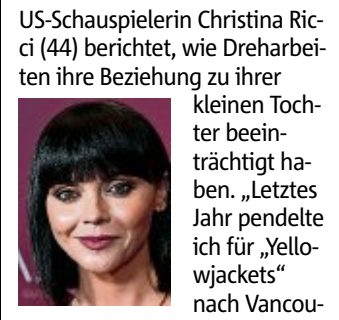 US-Schauspielerin Christina Ric-
ci (44) berichtet, wie Dreharbei-
ten ihre Beziehung zu ihrer
kleinen Toch-
ter beein-
trächtigt ha-
ben. „Letztes
Jahr pendelte
ich für „Yello-
wjackets“
nach Vancou-